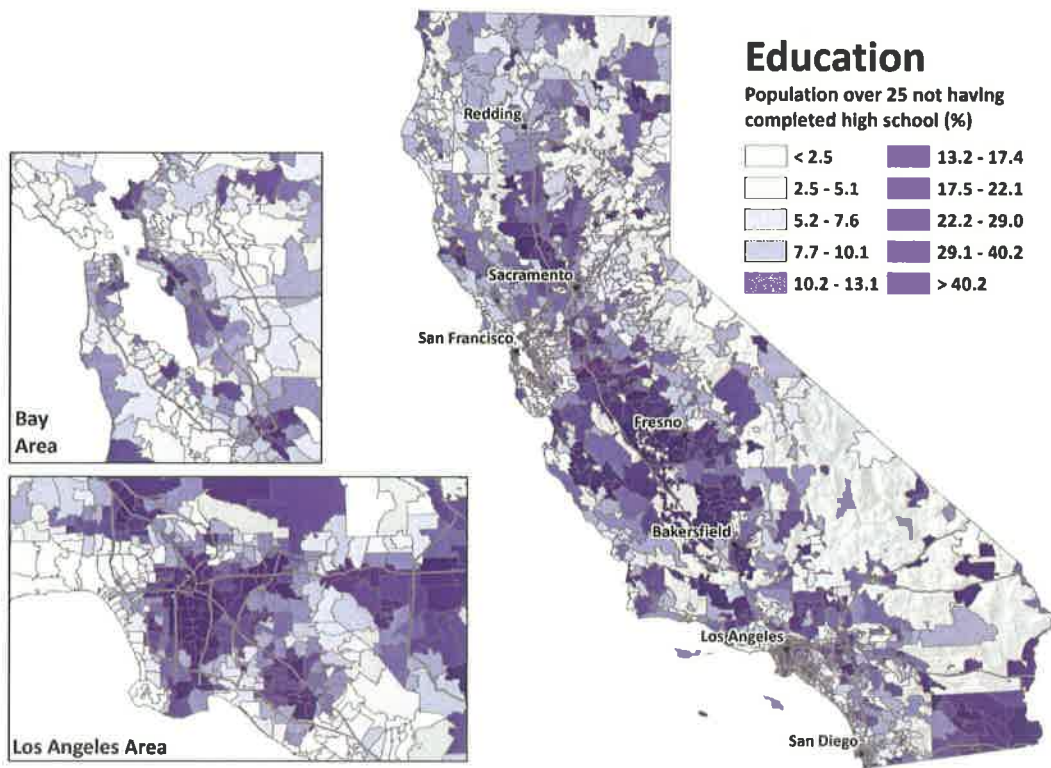 Education
Population over 25 not having
completed high school (%)
< 2.5
2.5 - 5.1
5.2 - 7.6
7.7 - 10.1
10.2 - 13.1
13.2 - 17.4
17.5 - 22.1
22.2 - 29.0
29.1 - 40.2
> 40.2
Redding
Sacramento
San Francisco
Fresno
Bakersfield
Los Angeles
San Diego
Bay
Area
Los Angeles Area